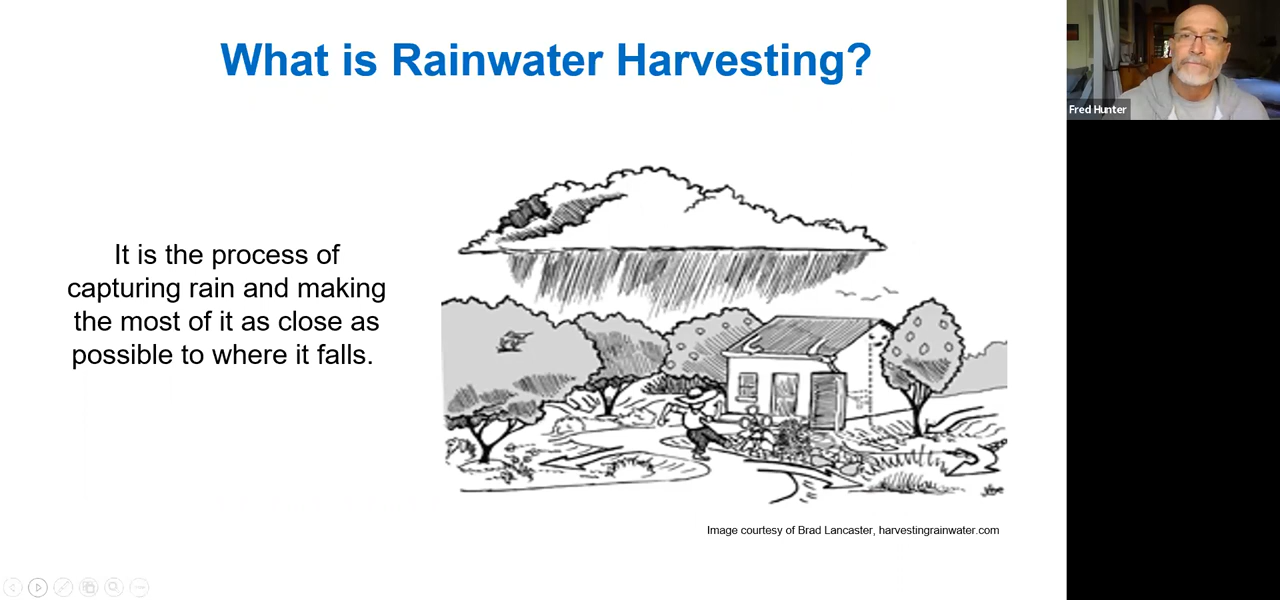 What is Rainwater Harvesting?
Fred Hunter
It is the process of
capturing rain and making
the most of it as close as
possible to where it falls.
Image courtesy of Brad Lancaster, harvestingrainwater.com